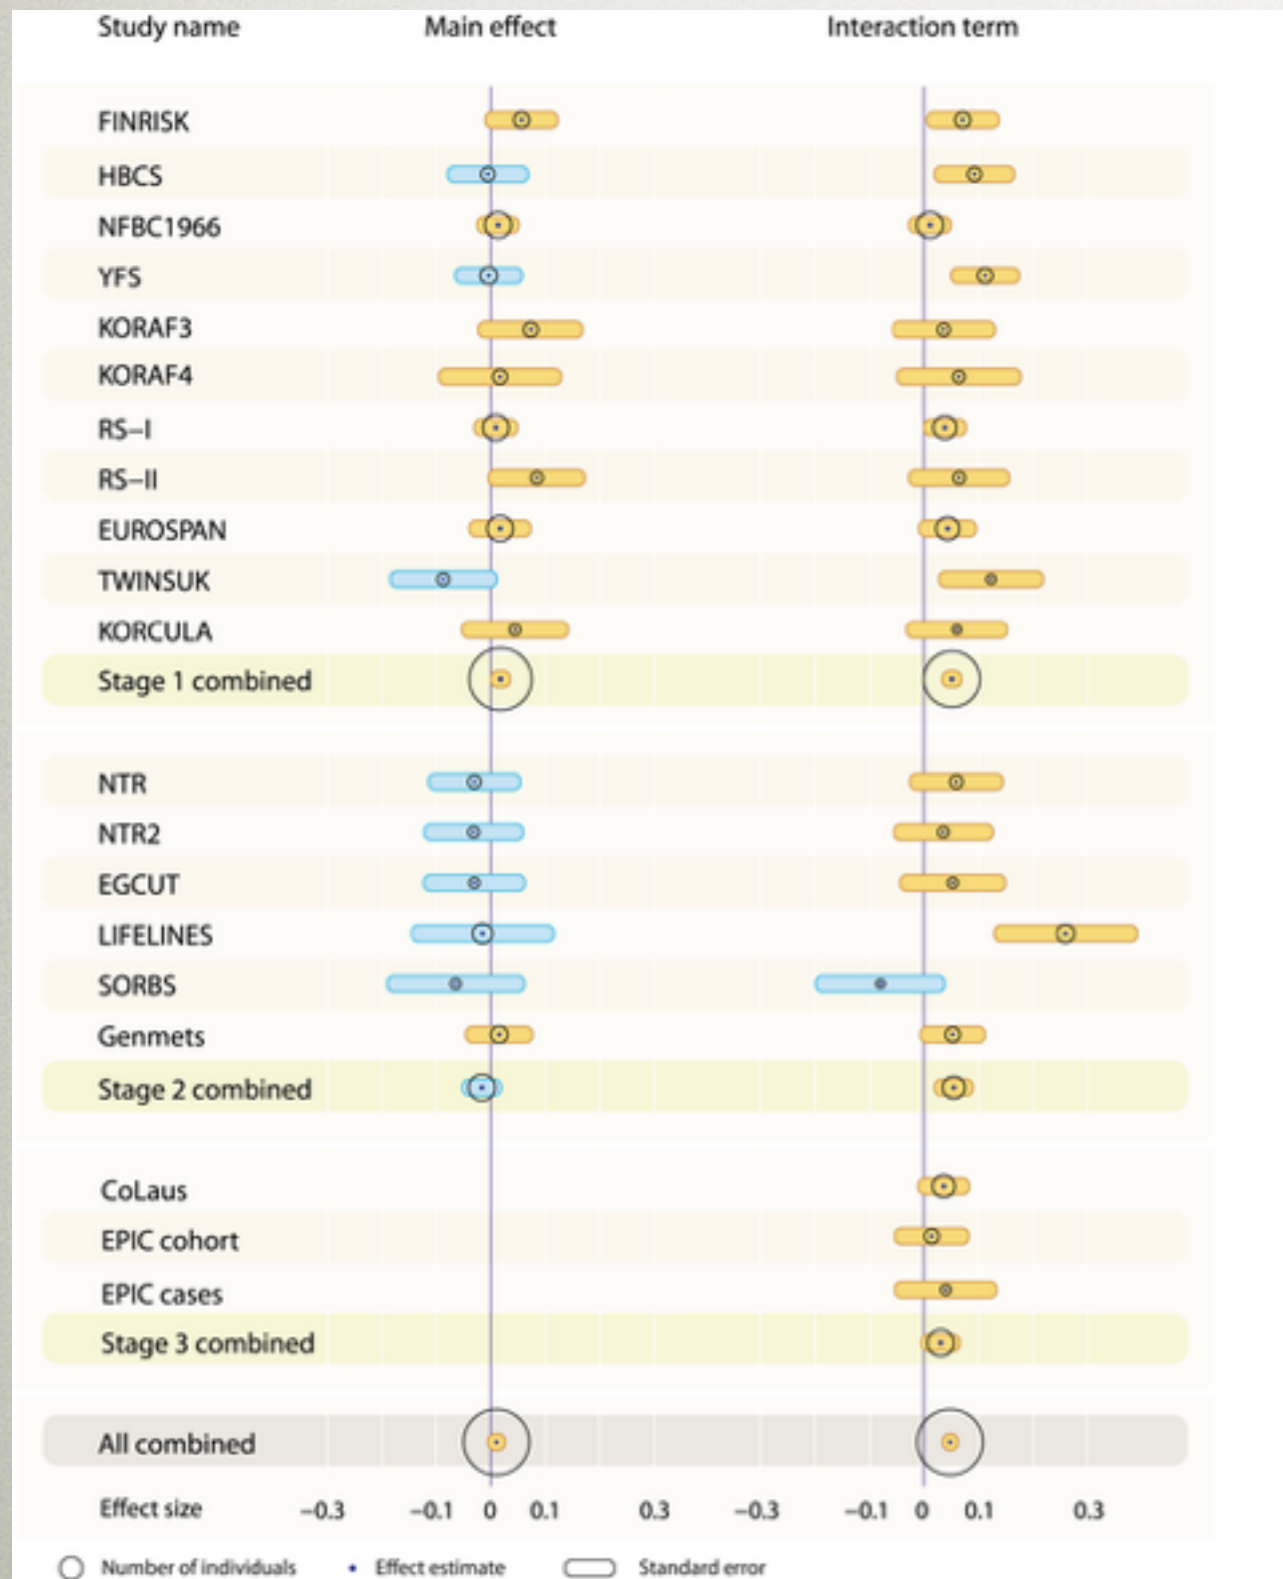 Study name Main effect Interaction term
FINRISK
HBCS
NFBC1966
YFS
KORAF3
KORAF4
RS–I
RS–II
EUROSPAN
TWINSUK
KORCULA
Stage 1 combined
NTR
NTR2
EGCUT
LIFELINES
SORBS
Genmets
Stage 2 combined
CoLaus
EPIC cohort
EPIC cases
Stage 3 combined
All combined
Effect size −0.3 −0.1 0 0.1 0.3 −0.3 −0.1 0 0.1 0.3
Number of individuals Effect estimate Standard error